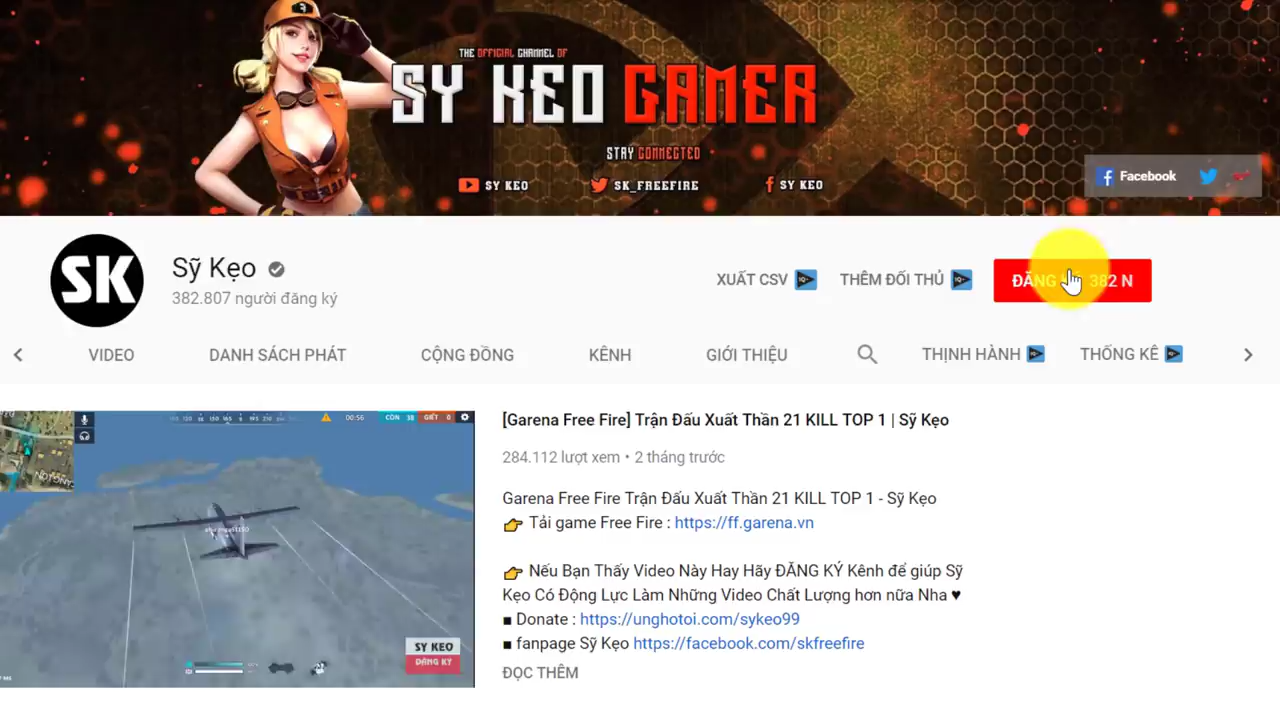 THE OFFICIAL CHANNEL OF
SY KEO GAMER
STAY CONNECTED
SY KEO
SK_FREEFIRE
SY KEO
Facebook
SK
Sỹ Kẹo
382.807 người đăng ký
XUẤT CSV
THÊM ĐỐI THỦ
ĐĂNG 382 N
VIDEO
DANH SÁCH PHÁT
CỘNG ĐỒNG
KÊNH
GIỚI THIỆU
THỊNH HÀNH
THỐNG KÊ
00:56
CÒN 38
GIẾT 0
SY KEO
ĐĂNG KÝ
[Garena Free Fire] Trận Đấu Xuất Thần 21 KILL TOP 1 | Sỹ Kẹo
284.112 lượt xem • 2 tháng trước
Garena Free Fire Trận Đấu Xuất Thần 21 KILL TOP 1 - Sỹ Kẹo
👉 Tải game Free Fire : https://ff.garena.vn
👉 Nếu Bạn Thấy Video Này Hay Hãy ĐĂNG KÝ Kênh để giúp Sỹ
Kẹo Có Động Lực Làm Những Video Chất Lượng hơn nữa Nha ♥
■ Donate : https://unghotoi.com/sykeo99
■ fanpage Sỹ Kẹo https://facebook.com/skfreefire
ĐỌC THÊM